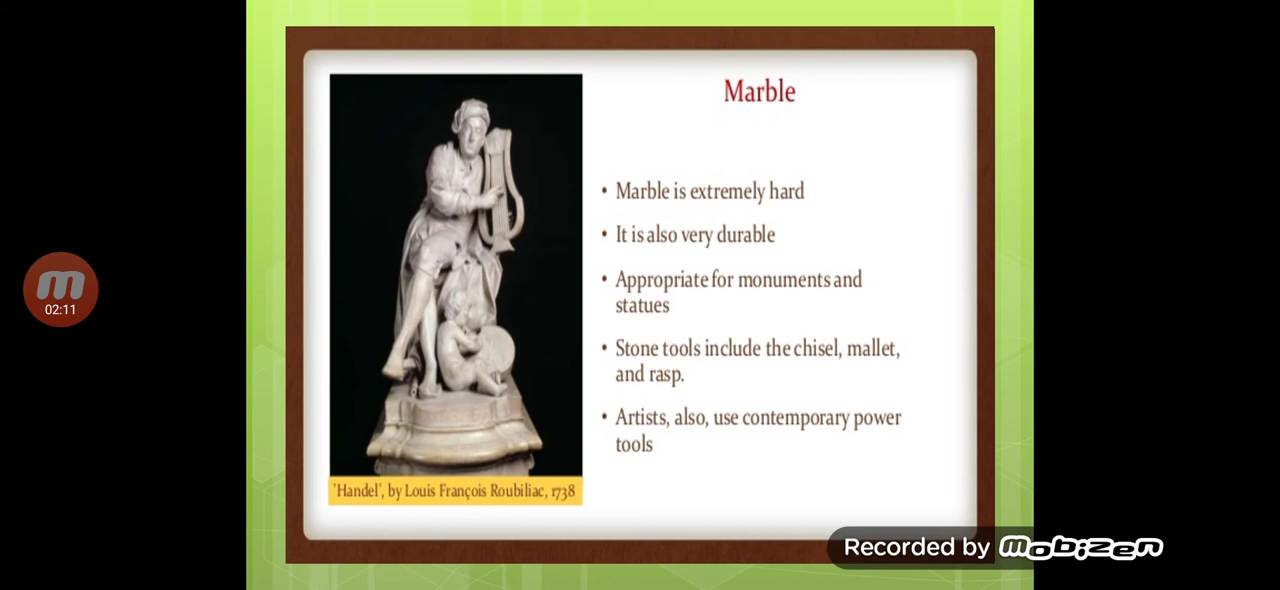 Marble
• Marble is extremely hard
• It is also very durable
• Appropriate for monuments and
statues
• Stone tools include the chisel, mallet,
and rasp.
• Artists, also, use contemporary power
tools
'Handel', by Louis François Roubiliac, 1738
02:11
Recorded by mobizen